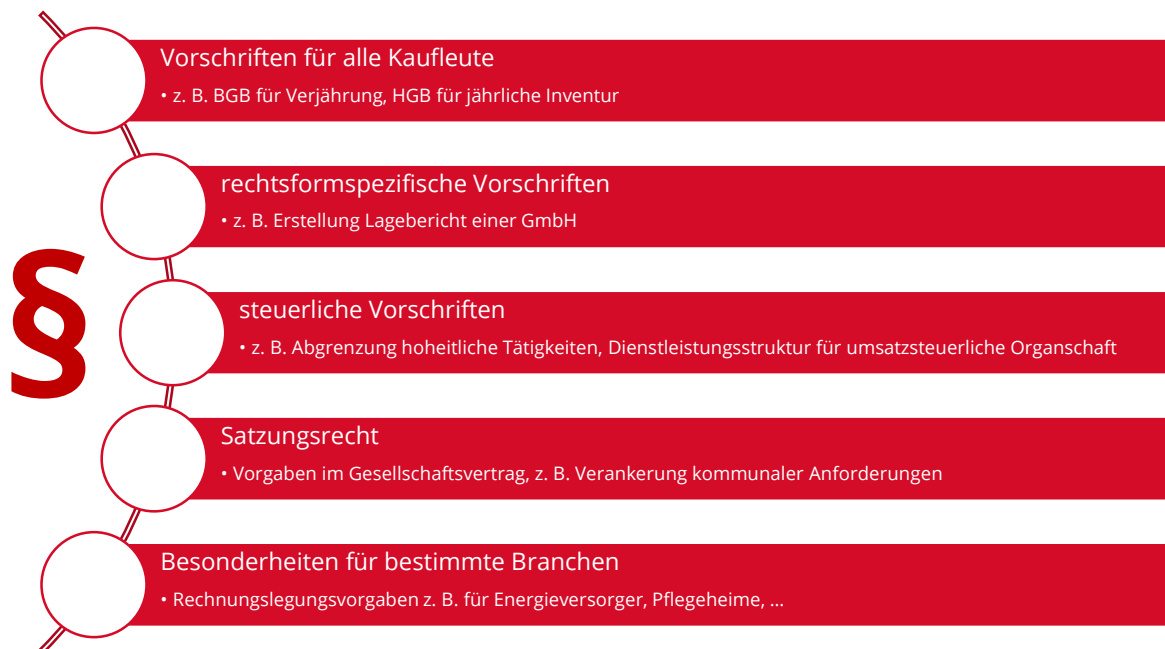 Vorschriften für alle Kaufleute
• z. B. BGB für Verjährung, HGB für jährliche Inventur
rechtsformspezifische Vorschriften
• z. B. Erstellung Lagebericht einer GmbH
§
steuerliche Vorschriften
• z. B. Abgrenzung hoheitliche Tätigkeiten, Dienstleistungsstruktur für umsatzsteuerliche Organschaft
Satzungsrecht
• Vorgaben im Gesellschaftsvertrag, z. B. Verankerung kommunaler Anforderungen
Besonderheiten für bestimmte Branchen
• Rechnungslegungsvorgaben z. B. für Energieversorger, Pflegeheime, ...